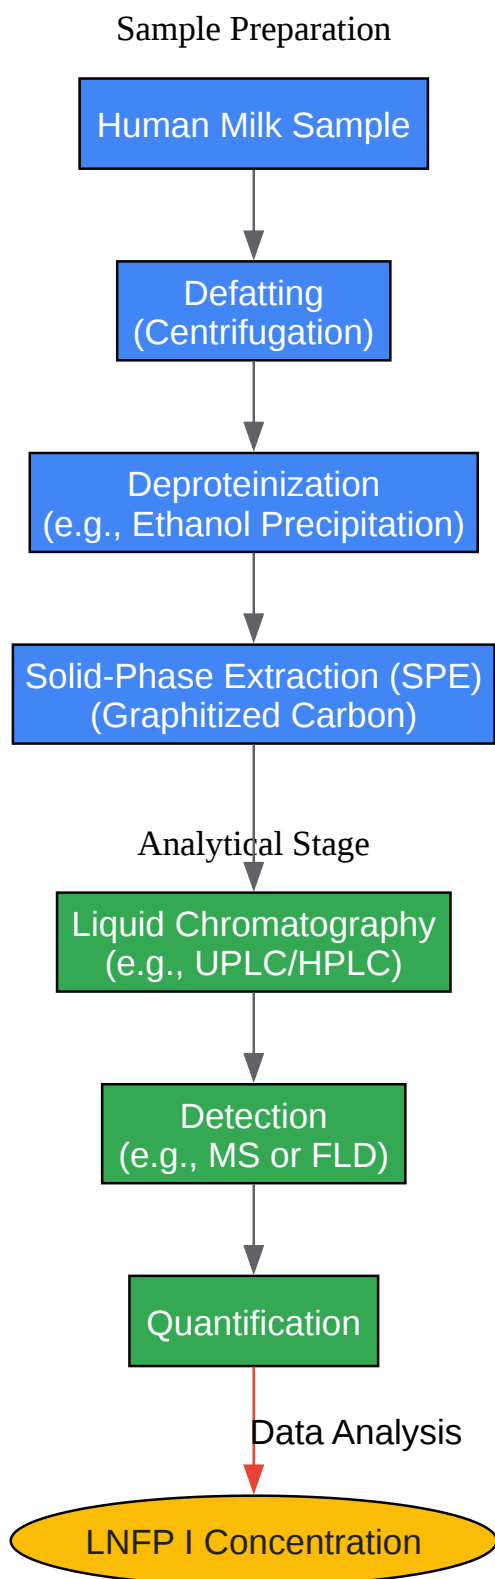 Sample Preparation
Human Milk Sample
Defatting
(Centrifugation)
Deproteinization
(e.g., Ethanol Precipitation)
Solid-Phase Extraction (SPE)
(Graphitized Carbon)
Analytical Stage
Liquid Chromatography
(e.g., UPLC/HPLC)
Detection
(e.g., MS or FLD)
Quantification
Data Analysis
LNFP I Concentration